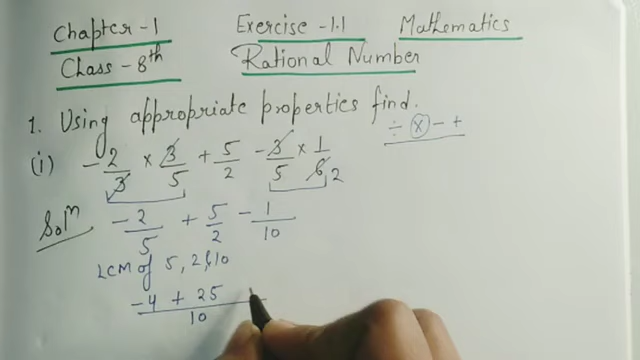 Chapter-1 Exercise-1.1 Mathematics
Class-8th Rational Number
1. Using appropriate properties find.
÷ × - +
(i) -2/3 × 3/5 + 5/2 - 3/5 × 1/6 2
Solⁿ -2/5 + 5/2 - 1/10
LCM of 5, 2 & 10
-4 + 25
10